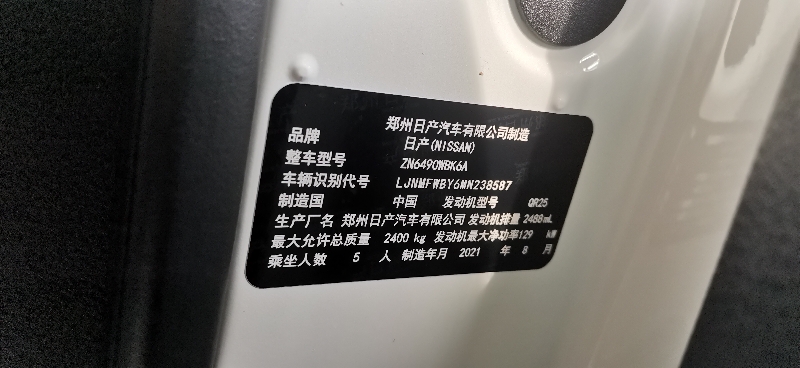 郑州日产汽车有限公司制造
品牌 日产(NISSAN)
整车型号 ZN6490WBK6A
车辆识别代号 LJNMFWBY6MN238587
制造国 中国 发动机型号 QR25
生产厂名 郑州日产汽车有限公司 发动机排量 2488mL
最大允许总质量 2400 kg 发动机最大净功率129 kW
乘坐人数 5 人 制造年月 2021 年 8 月